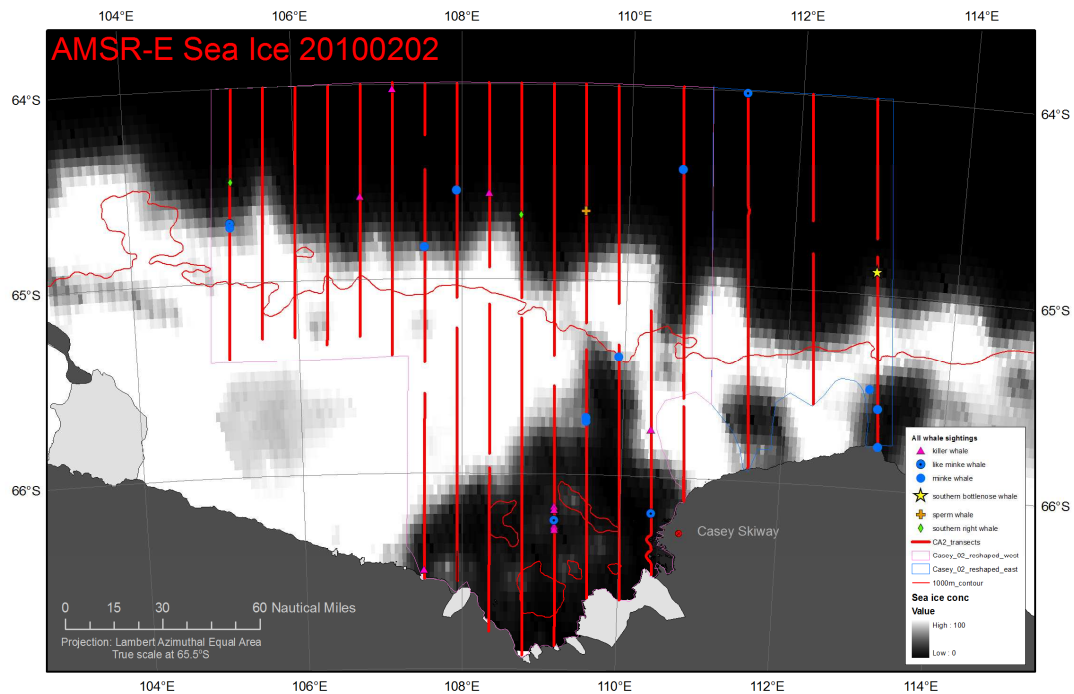 104°E 106°E 108°E 110°E 112°E 114°E
AMSR-E Sea Ice 20100202
64°S 64°S
65°S 65°S
66°S 66°S
Casey Skiway
All whale sightings
killer whale
like minke whale
minke whale
southern bottlenose whale
sperm whale
southern right whale
CA2_transects
Casey_02_reshaped_west
Casey_02_reshaped_east
1000m_contour
Sea ice conc
Value
High : 100
Low : 0
0 15 30 60 Nautical Miles
Projection: Lambert Azimuthal Equal Area
True scale at 65.5°S
104°E 106°E 108°E 110°E 112°E 114°E